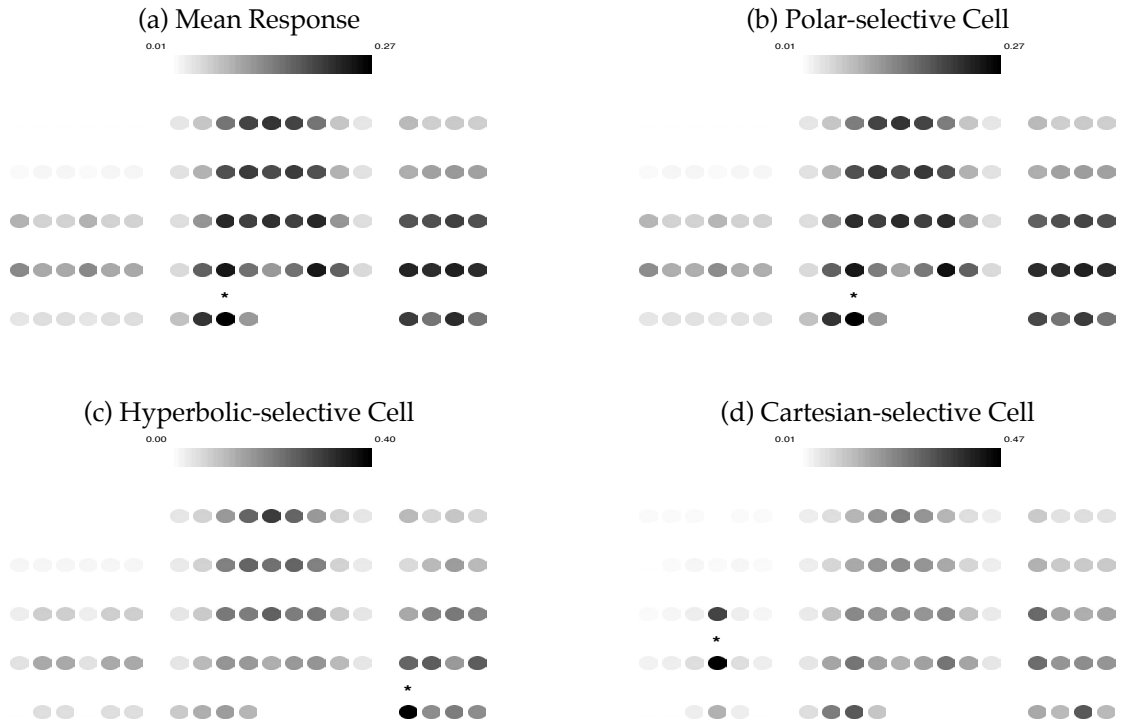 (a) Mean Response
0.01 0.27
*
(b) Polar-selective Cell
0.01 0.27
*
(c) Hyperbolic-selective Cell
0.00 0.40
*
(d) Cartesian-selective Cell
0.01 0.47
*